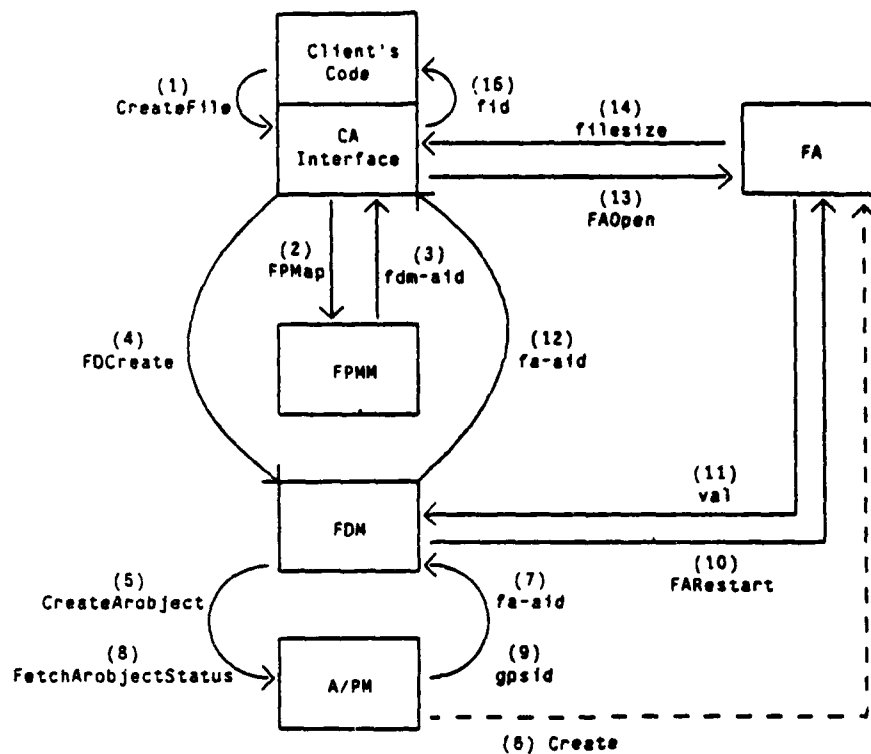 Client's
Code
(1)
CreateFile
(16)
fid
CA
Interface
(14)
filesize
FA
(13)
FAOpen
(2)
FPMap
(3)
fdm-aid
(4)
FDCreate
FPMM
(12)
fa-aid
(11)
val
FDM
(10)
FARestart
(5)
CreateArobject
(7)
fa-aid
(8)
FetchArobjectStatus
A/PM
(9)
gpsid
(6) Create